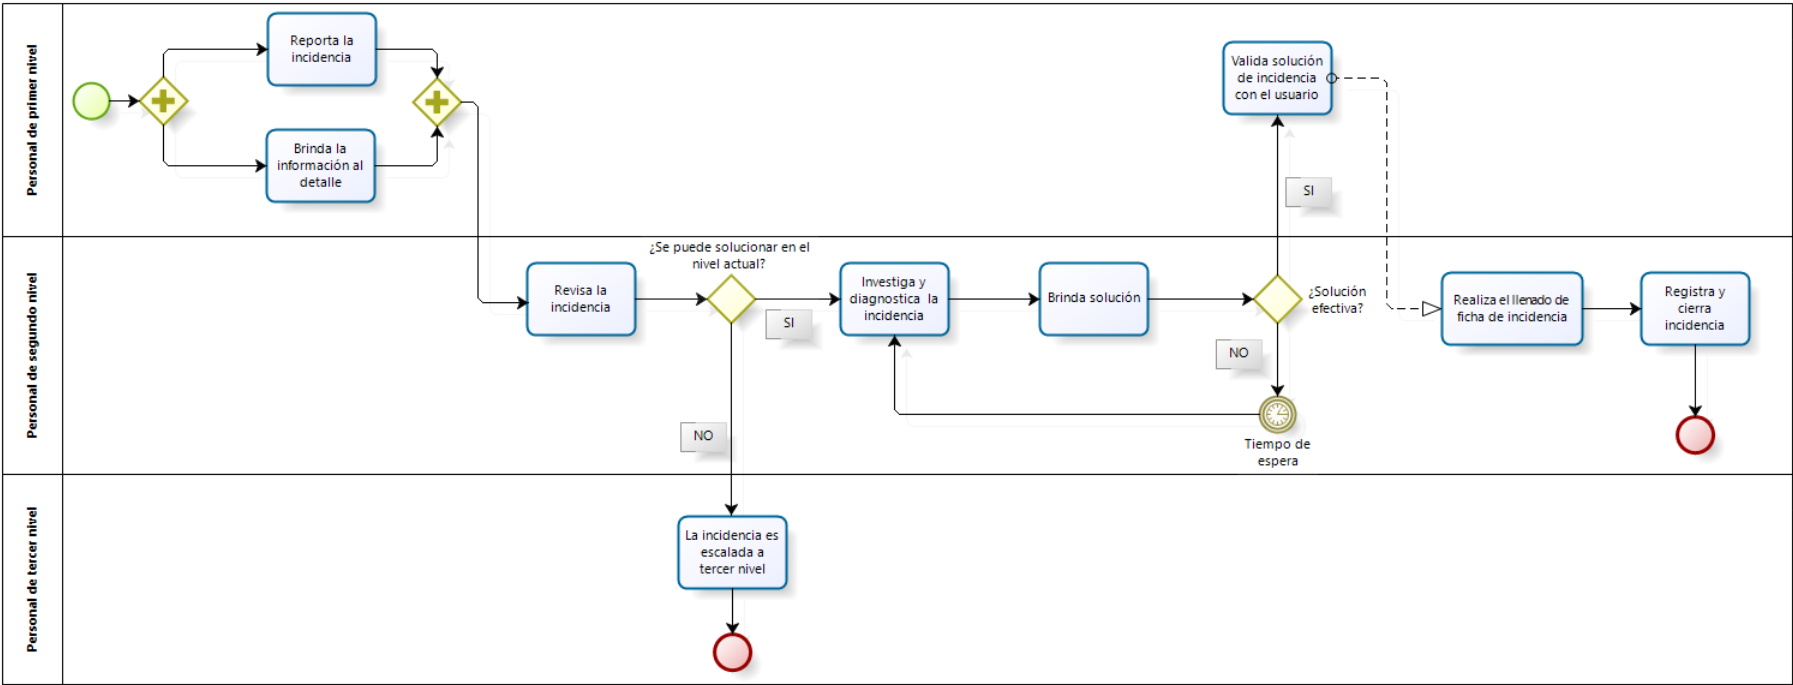 Personal de primer nivel
Reporta la
incidencia
Brinda la
información al
detalle
Valida solución
de incidencia
con el usuario
SI
Personal de segundo nivel
Revisa la
incidencia
¿Se puede solucionar en el
nivel actual?
SI
NO
Investiga y
diagnostica la
incidencia
Brinda solución
¿Solución
efectiva?
NO
Tiempo de
espera
Realiza el llenado de
ficha de incidencia
Registra y
cierra
incidencia
Personal de tercer nivel
La incidencia es
escalada a
tercer nivel